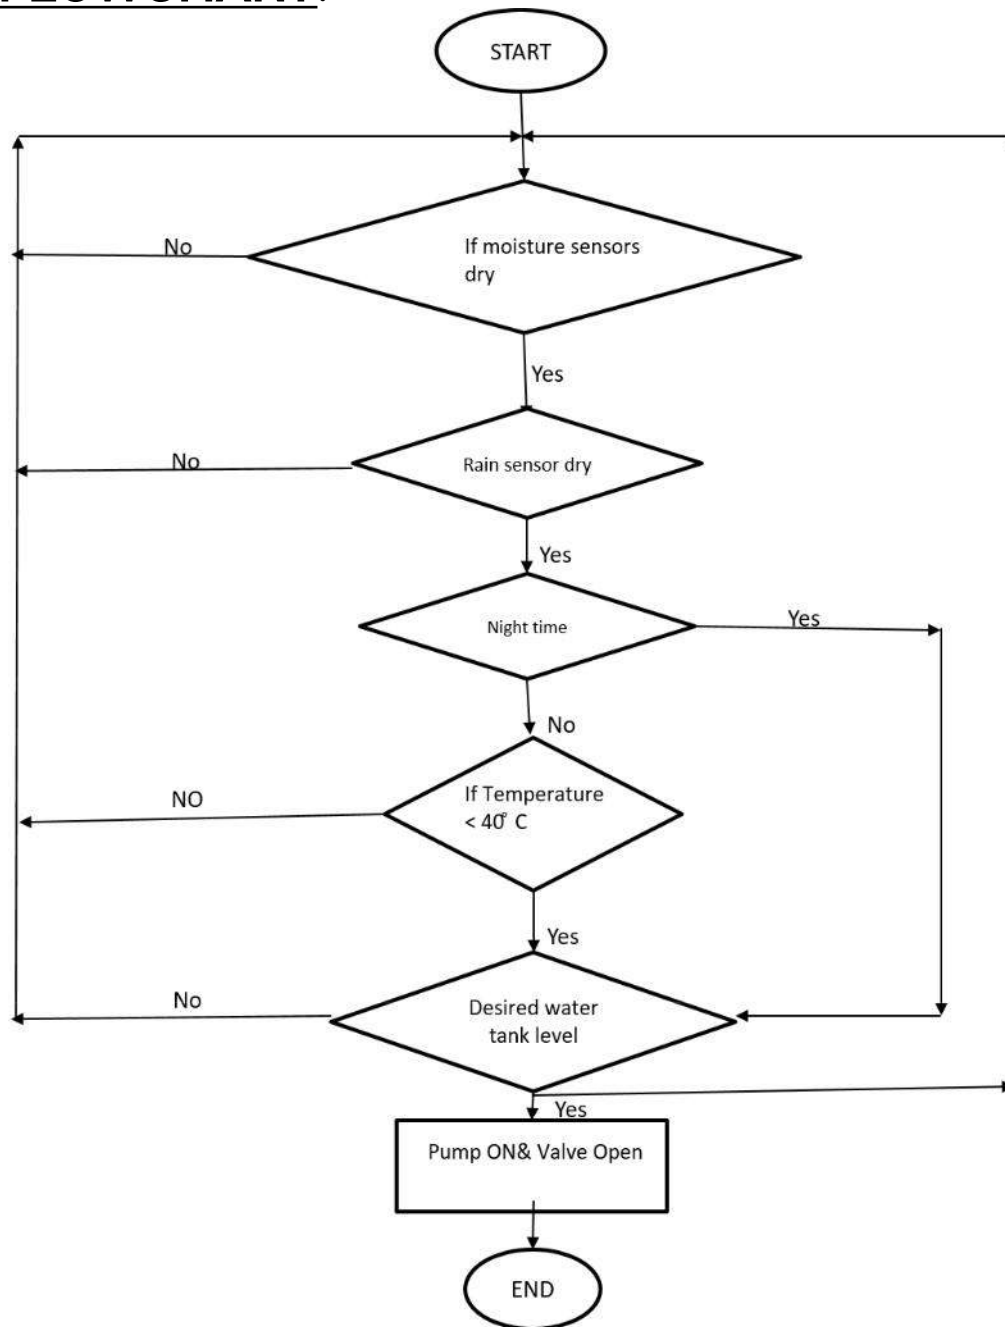 START
If moisture sensors
dry
No
Yes
Rain sensor dry
No
Yes
Night time
Yes
No
If Temperature
< 40° C
NO
Yes
Desired water
tank level
No
Yes
Pump ON& Valve Open
END